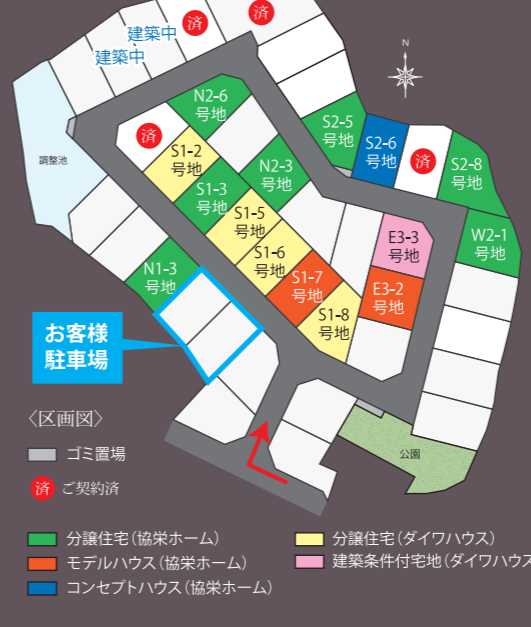 済
済
建築中
建築中
N
N2-6
号地
S2-5
号地
S2-6
号地
済
S2-8
号地
済
S1-2
号地
調整池
N2-3
号地
S1-3
号地
S1-5
号地
W2-1
号地
E3-3
号地
S1-6
号地
N1-3
号地
S1-7
号地
E3-2
号地
S1-8
号地
お客様
駐車場
〈区画図〉
ゴミ置場
公園
済 ご契約済
分譲住宅(協栄ホーム)
モデルハウス(協栄ホーム)
コンセプトハウス(協栄ホーム)
分譲住宅(ダイワハウス)
建築条件付宅地(ダイワハウス